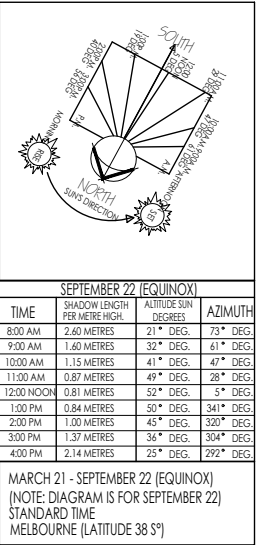 SOUTH
NORTH
SUN'S DIRECTION
RISE
SET
P.M.
A.M.
SEPTEMBER 22 (EQUINOX)
TIME SHADOW LENGTH PER METRE HIGH. ALTITUDE SUN DEGREES AZIMUTH
8:00 AM 2.60 METRES 21° DEG. 73° DEG.
9:00 AM 1.60 METRES 32° DEG. 61° DEG.
10:00 AM 1.15 METRES 41° DEG. 47° DEG.
11:00 AM 0.87 METRES 49° DEG. 28° DEG.
12:00 NOON 0.81 METRES 52° DEG. 5° DEG.
1:00 PM 0.84 METRES 50° DEG. 341° DEG.
2:00 PM 1.00 METRES 45° DEG. 320° DEG.
3:00 PM 1.37 METRES 36° DEG. 304° DEG.
4:00 PM 2.14 METRES 25° DEG. 292° DEG.
MARCH 21 - SEPTEMBER 22 (EQUINOX)
(NOTE: DIAGRAM IS FOR SEPTEMBER 22)
STANDARD TIME
MELBOURNE (LATITUDE 38 S°)